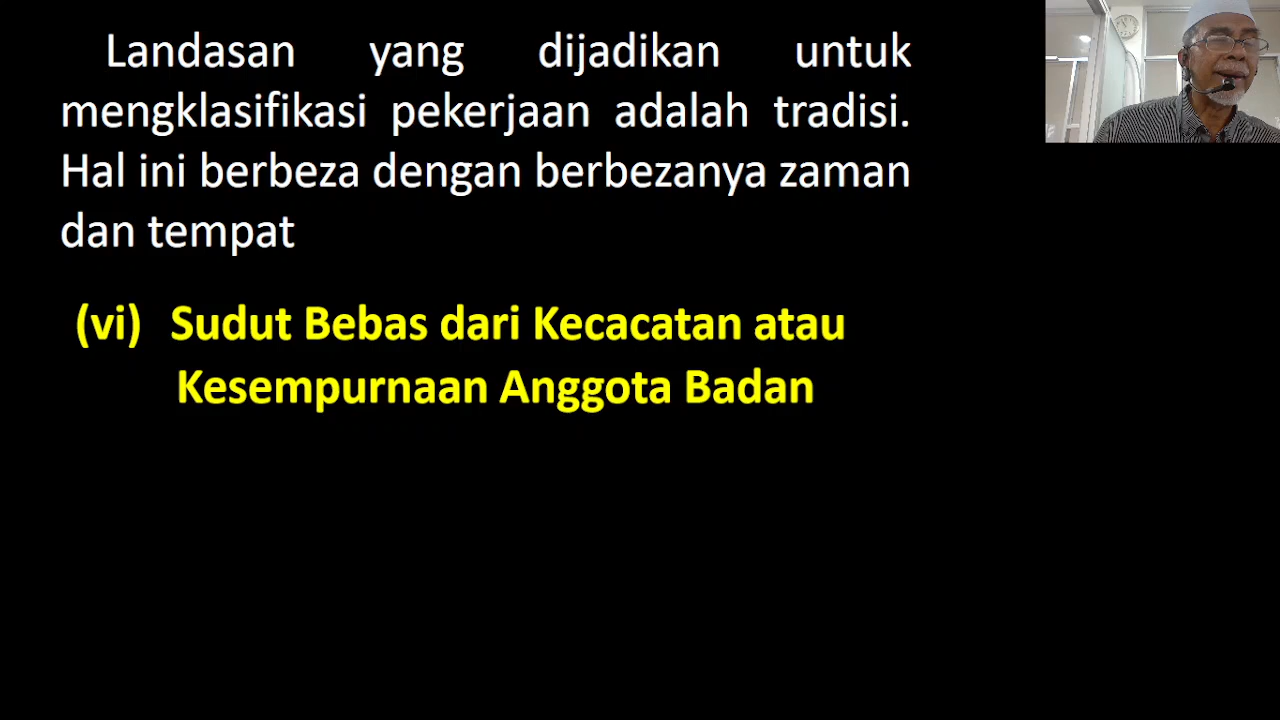 Landasan yang dijadikan untuk
mengklasifikasi pekerjaan adalah tradisi.
Hal ini berbeza dengan berbezanya zaman
dan tempat
(vi) Sudut Bebas dari Kecacatan atau
Kesempurnaan Anggota Badan